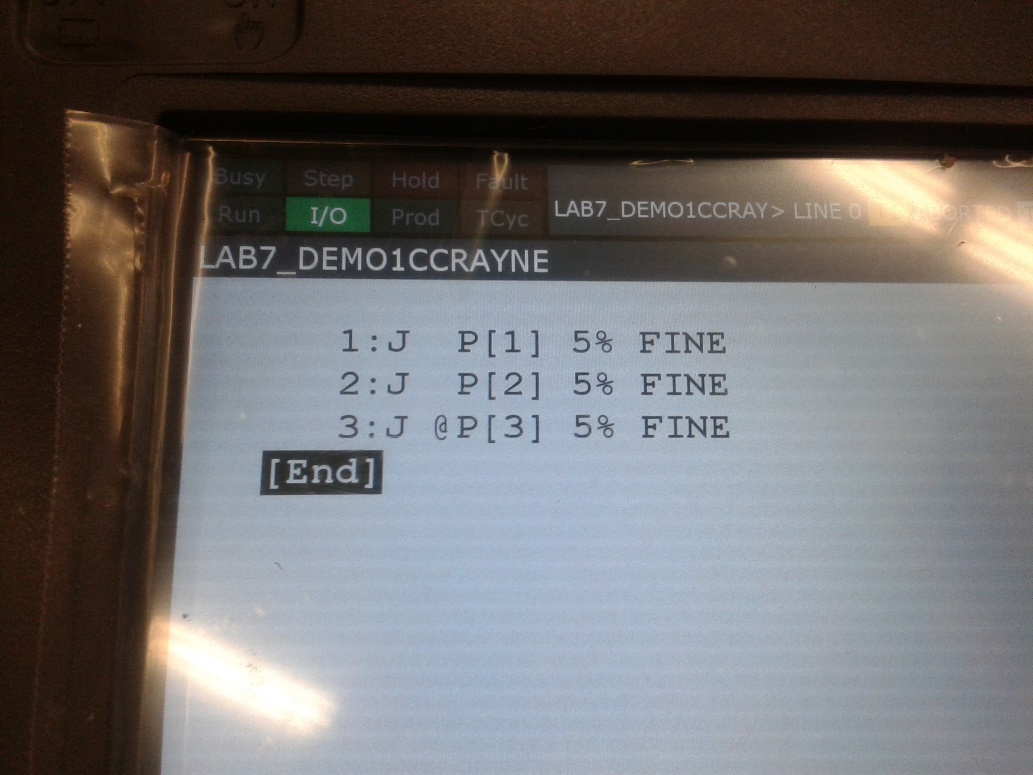 Busy Step Hold Fault
Run I/O Prod TCyc
LAB7_DEMO1CCRAY> LINE 0
LAB7_DEMO1CCRAYNE
1:J P[1] 5% FINE
2:J P[2] 5% FINE
3:J @P[3] 5% FINE
[End]